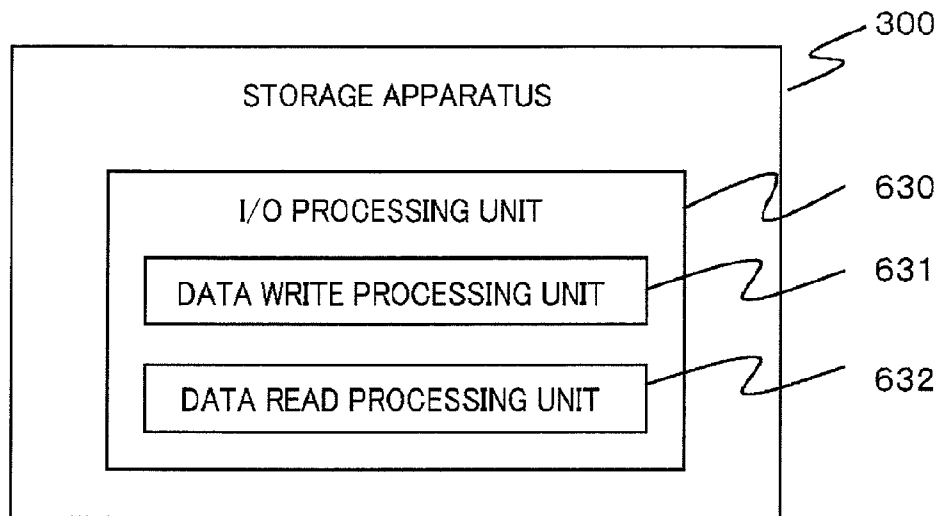 300
STORAGE APPARATUS
630
I/O PROCESSING UNIT
631
DATA WRITE PROCESSING UNIT
632
DATA READ PROCESSING UNIT